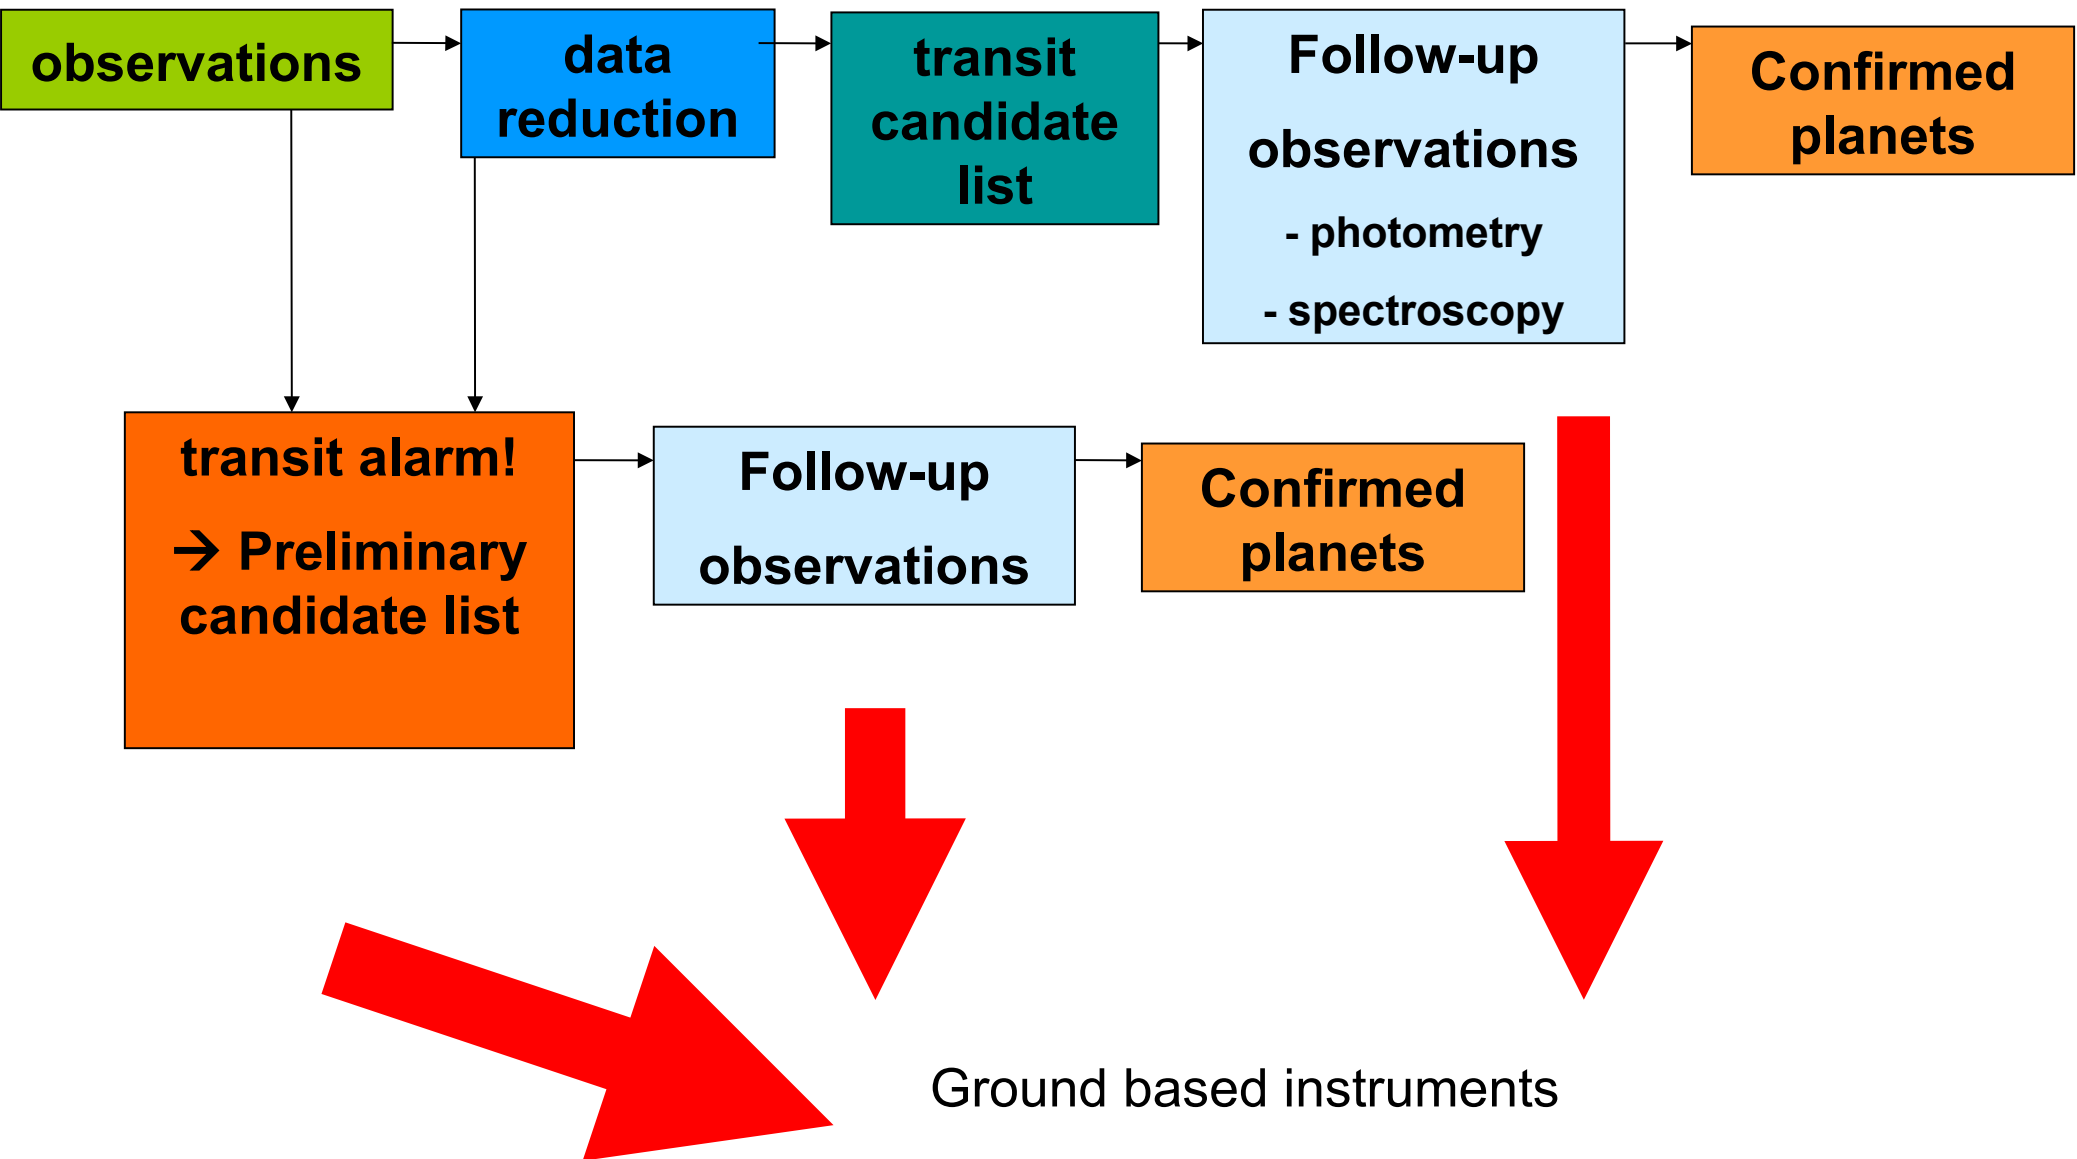 observations
data
reduction
transit
candidate
list
Follow-up
observations
- photometry
- spectroscopy
Confirmed
planets
transit alarm!
→ Preliminary
candidate list
Follow-up
observations
Confirmed
planets
Ground based instruments